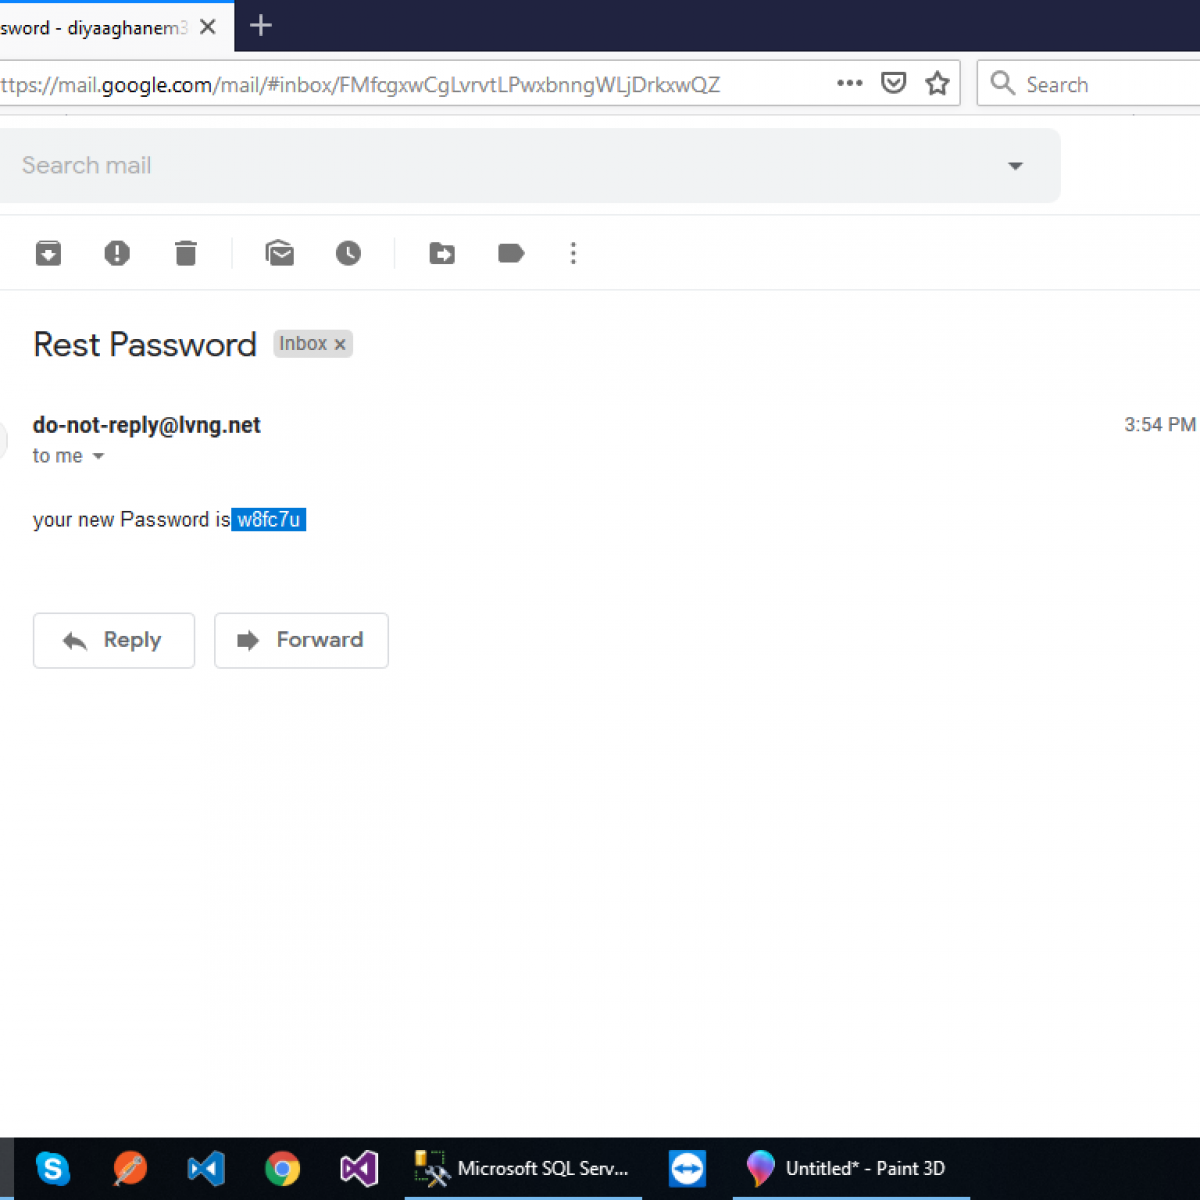 sword - diyaaghanem3
ttps://mail.google.com/mail/#inbox/FMfcgxwCgLvrvtLPwxbnngWLjDrkxwQZ
Search
Search mail
Rest Password
Inbox x
do-not-reply@lvng.net
3:54 PM
to me
your new Password is w8fc7u
Reply
Forward
Microsoft SQL Serv...
Untitled* - Paint 3D